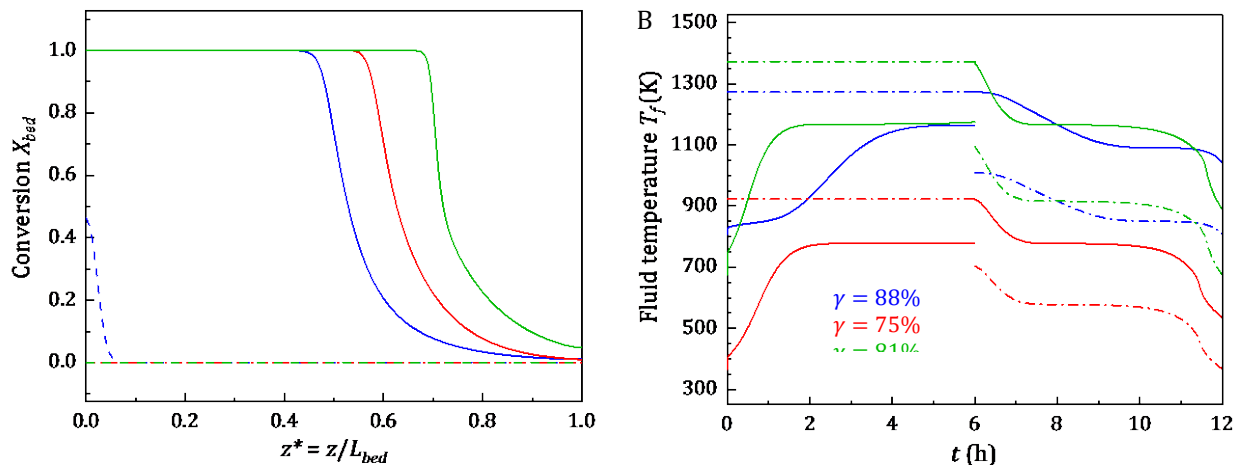 Conversion X_bed
1.0
0.8
0.6
0.4
0.2
0.0
0.0 0.2 0.4 0.6 0.8 1.0
z* = z/L_bed
B
Fluid temperature T_f (K)
1500
1300
1100
900
700
500
300
γ = 88%
γ = 75%
γ = 81%
0 2 4 6 8 10 12
t (h)